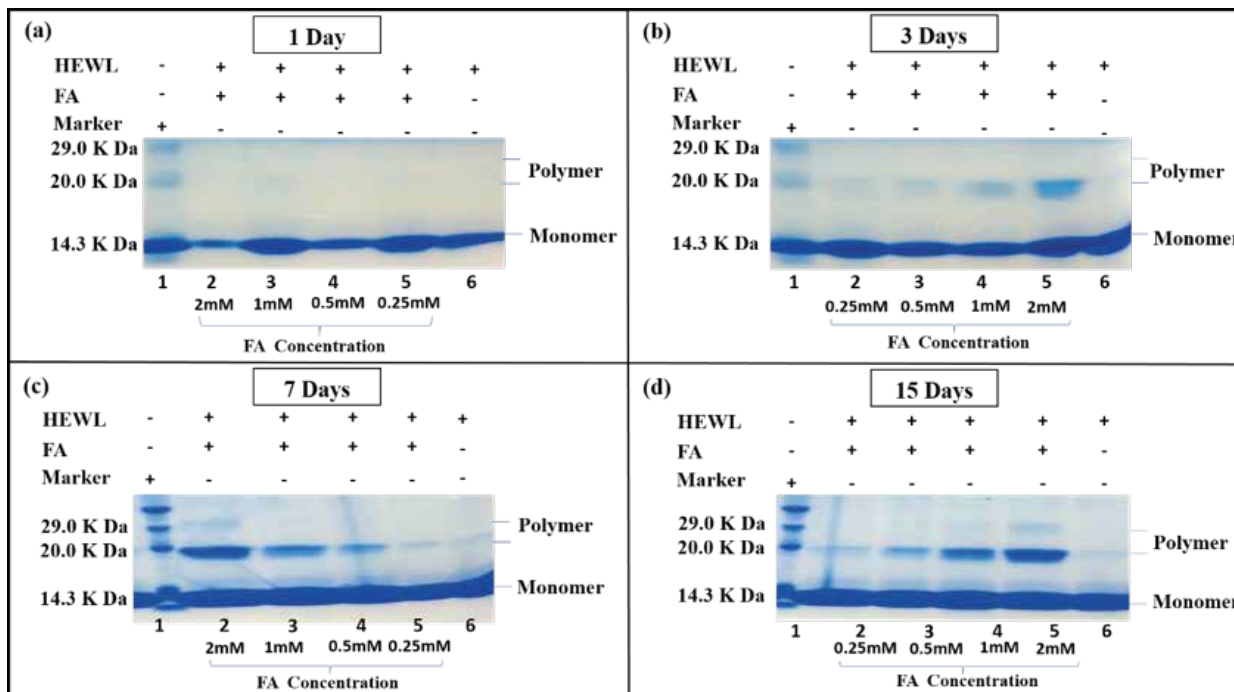 (a)
1 Day
HEWL - + + + + +
FA - + + + + -
Marker + - - - - -
29.0 K Da
20.0 K Da
14.3 K Da
Polymer
Monomer
1 2 3 4 5 6
2mM 1mM 0.5mM 0.25mM
FA Concentration
(b)
3 Days
HEWL - + + + + +
FA - + + + + -
Marker + - - - - -
29.0 K Da
20.0 K Da
14.3 K Da
Polymer
Monomer
1 2 3 4 5 6
0.25mM 0.5mM 1mM 2mM
FA Concentration
(c)
7 Days
HEWL - + + + + +
FA - + + + + -
Marker + - - - - -
29.0 K Da
20.0 K Da
14.3 K Da
Polymer
Monomer
1 2 3 4 5 6
2mM 1mM 0.5mM 0.25mM
FA Concentration
(d)
15 Days
HEWL - + + + + +
FA - + + + + -
Marker + - - - - -
29.0 K Da
20.0 K Da
14.3 K Da
Polymer
Monomer
1 2 3 4 5 6
0.25mM 0.5mM 1mM 2mM
FA Concentration